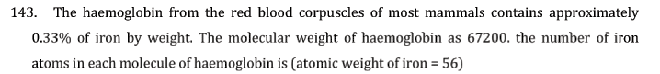 143. The haemoglobin from the red blood corpuscles of most mammals contains approximately
0.33% of iron by weight. The molecular weight of haemoglobin as 67200. the number of iron
atoms in each molecule of haemoglobin is (atomic weight of iron = 56)